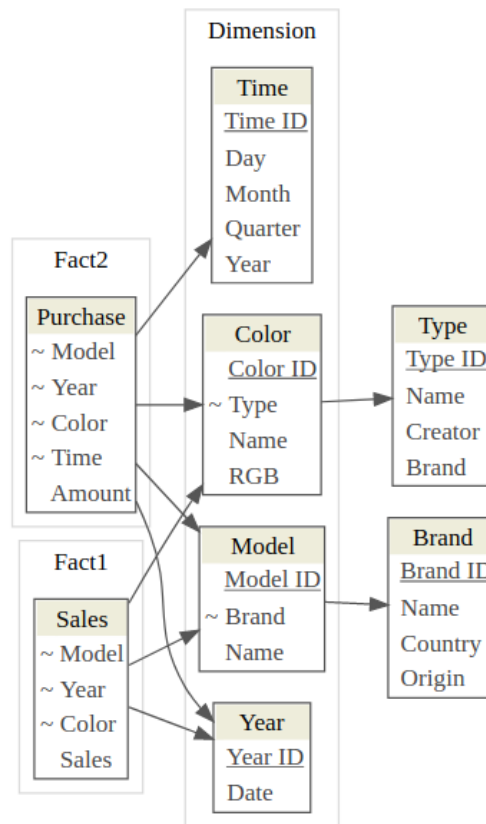 Dimension
Time
Time ID
Day
Month
Quarter
Year
Fact2
Purchase
~ Model
~ Year
~ Color
~ Time
Amount
Color
Color ID
~ Type
Name
RGB
Type
Type ID
Name
Creator
Brand
Fact1
Sales
~ Model
~ Year
~ Color
Sales
Model
Model ID
~ Brand
Name
Brand
Brand ID
Name
Country
Origin
Year
Year ID
Date